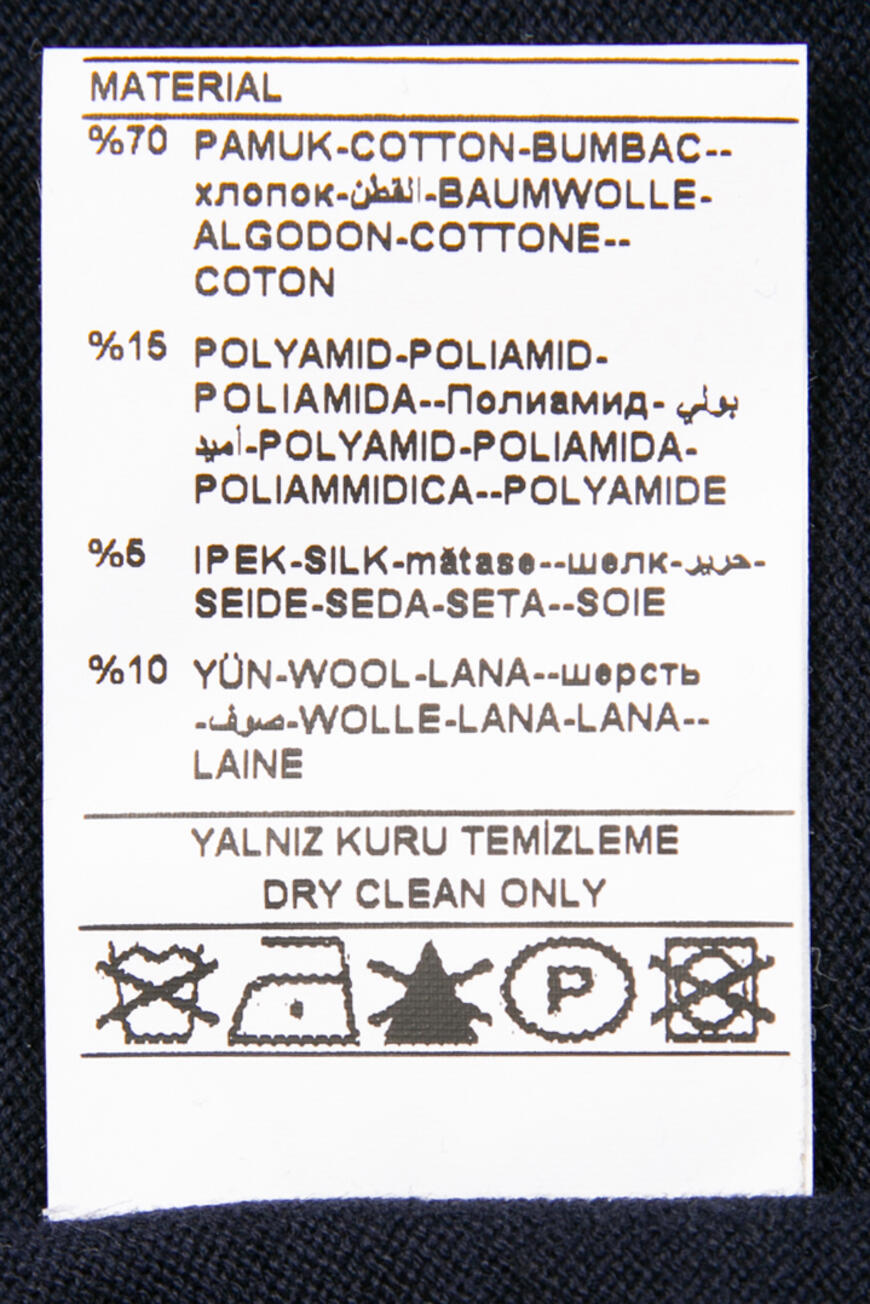 MATERIAL
%70 PAMUK-COTTON-BUMBAC--
хлопок-القطن-BAUMWOLLE-
ALGODON-COTTONE--
COTON
%15 POLYAMID-POLIAMID-
POLIAMIDA--Полиамид- بولي
أميد-POLYAMID-POLIAMIDA-
POLIAMMIDICA--POLYAMIDE
%5 IPEK-SILK-mătase--шелк-حرير-
SEIDE-SEDA-SETA--SOIE
%10 YÜN-WOOL-LANA--шерсть
-صوف-WOLLE-LANA-LANA--
LAINE
YALNIZ KURU TEMİZLEME
DRY CLEAN ONLY
P